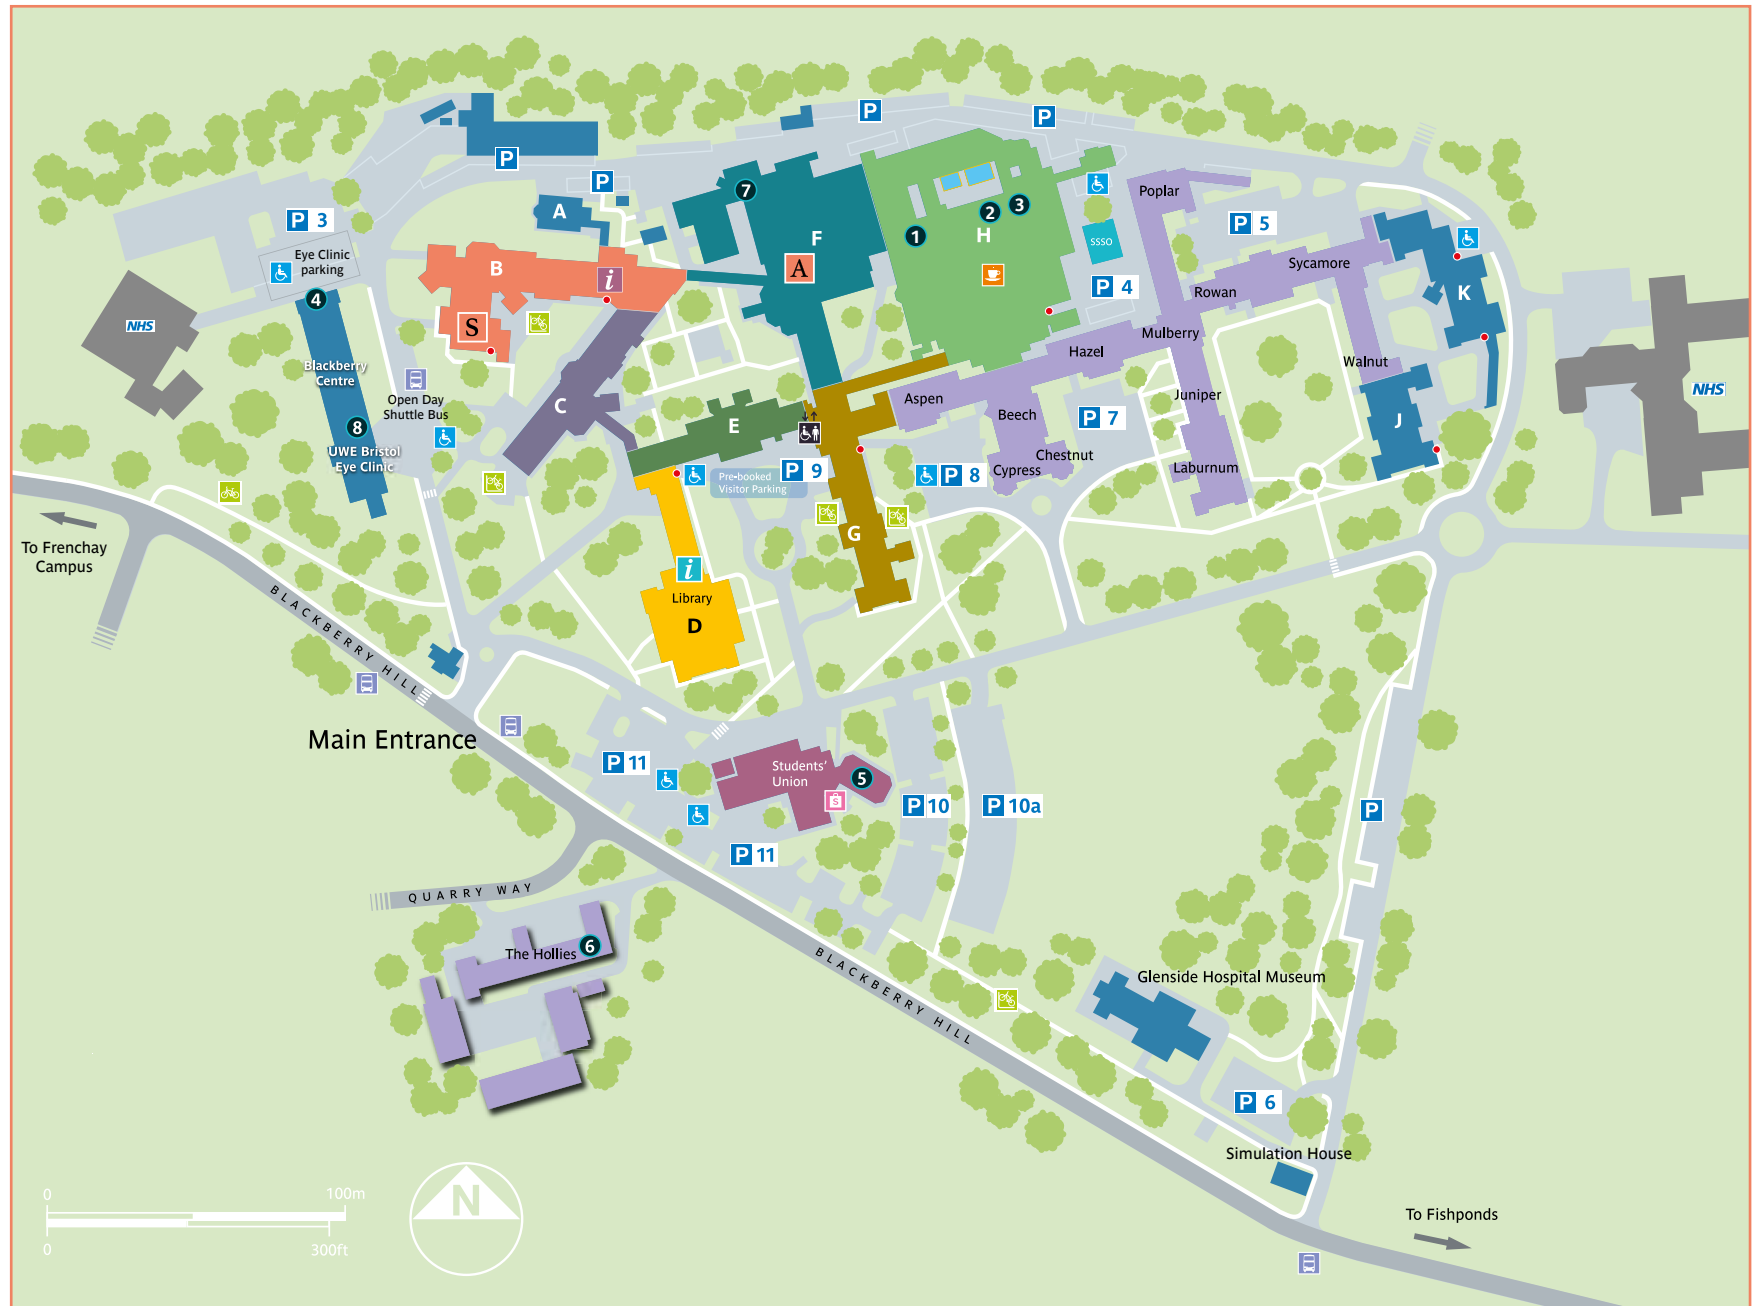 P
P
P
P
P 3
Eye Clinic
parking
NHS
4
Blackberry
Centre
Open Day
Shuttle Bus
8
UWE Bristol
Eye Clinic
A
B
i
S
C
7
F
A
1
2
3
H
SSSO
P 4
Poplar
P 5
Sycamore
Rowan
Mulberry
Hazel
Walnut
Juniper
Aspen
Beech
P 7
Chestnut
Cypress
Laburnum
K
J
NHS
E
P 9
Pre-booked
Visitor Parking
P 8
G
i
Library
D
To Frenchay
Campus
BLACKBERRY HILL
Main Entrance
P 11
Students'
Union
5
S
P 10
P 10a
P 11
P
QUARRY WAY
The Hollies
6
BLACKBERRY HILL
Glenside Hospital Museum
P 6
Simulation House
To Fishponds
0
100m
0
300ft
N